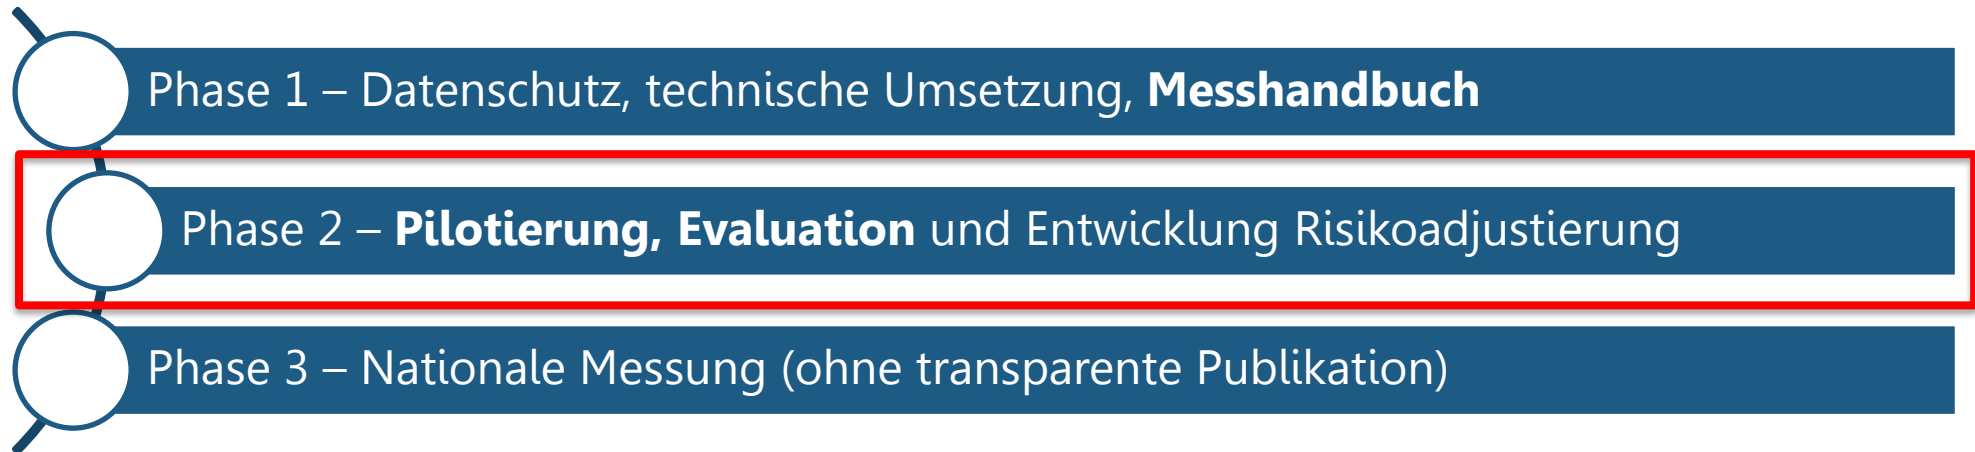 Phase 1 – Datenschutz, technische Umsetzung, Messhandbuch
Phase 2 – Pilotierung, Evaluation und Entwicklung Risikoadjustierung
Phase 3 – Nationale Messung (ohne transparente Publikation)